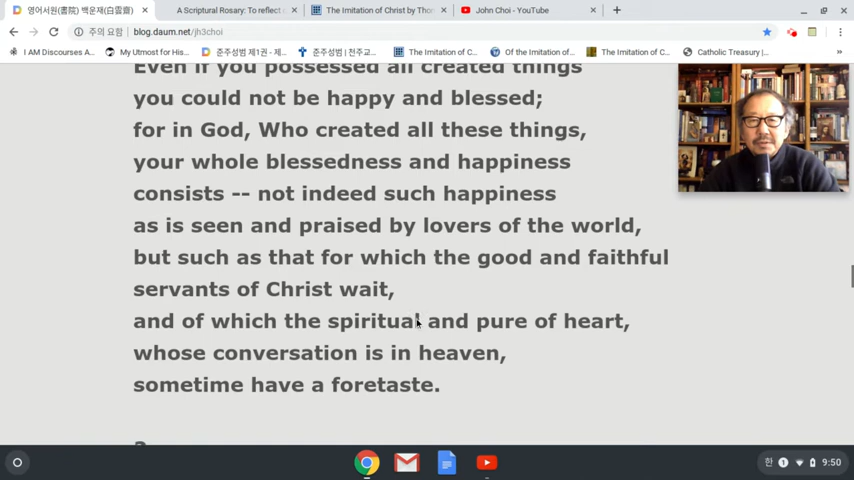 영어서원(書院) 백운재(白雲齋)
A Scriptural Rosary: To reflect
The Imitation of Christ by Thor
John Choi - YouTube
주의 요함
blog.daum.net/jh3choi
I AM Discourses A...
My Utmost for His...
준주성범 제1권 - 제...
준주성범 | 천주교...
The Imitation of C...
Of the Imitation of...
The Imitation of C...
Catholic Treasury |...
Even if you possessed all created things
you could not be happy and blessed;
for in God, Who created all these things,
your whole blessedness and happiness
consists -- not indeed such happiness
as is seen and praised by lovers of the world,
but such as that for which the good and faithful
servants of Christ wait,
and of which the spiritual and pure of heart,
whose conversation is in heaven,
sometime have a foretaste.
한
1
9:50